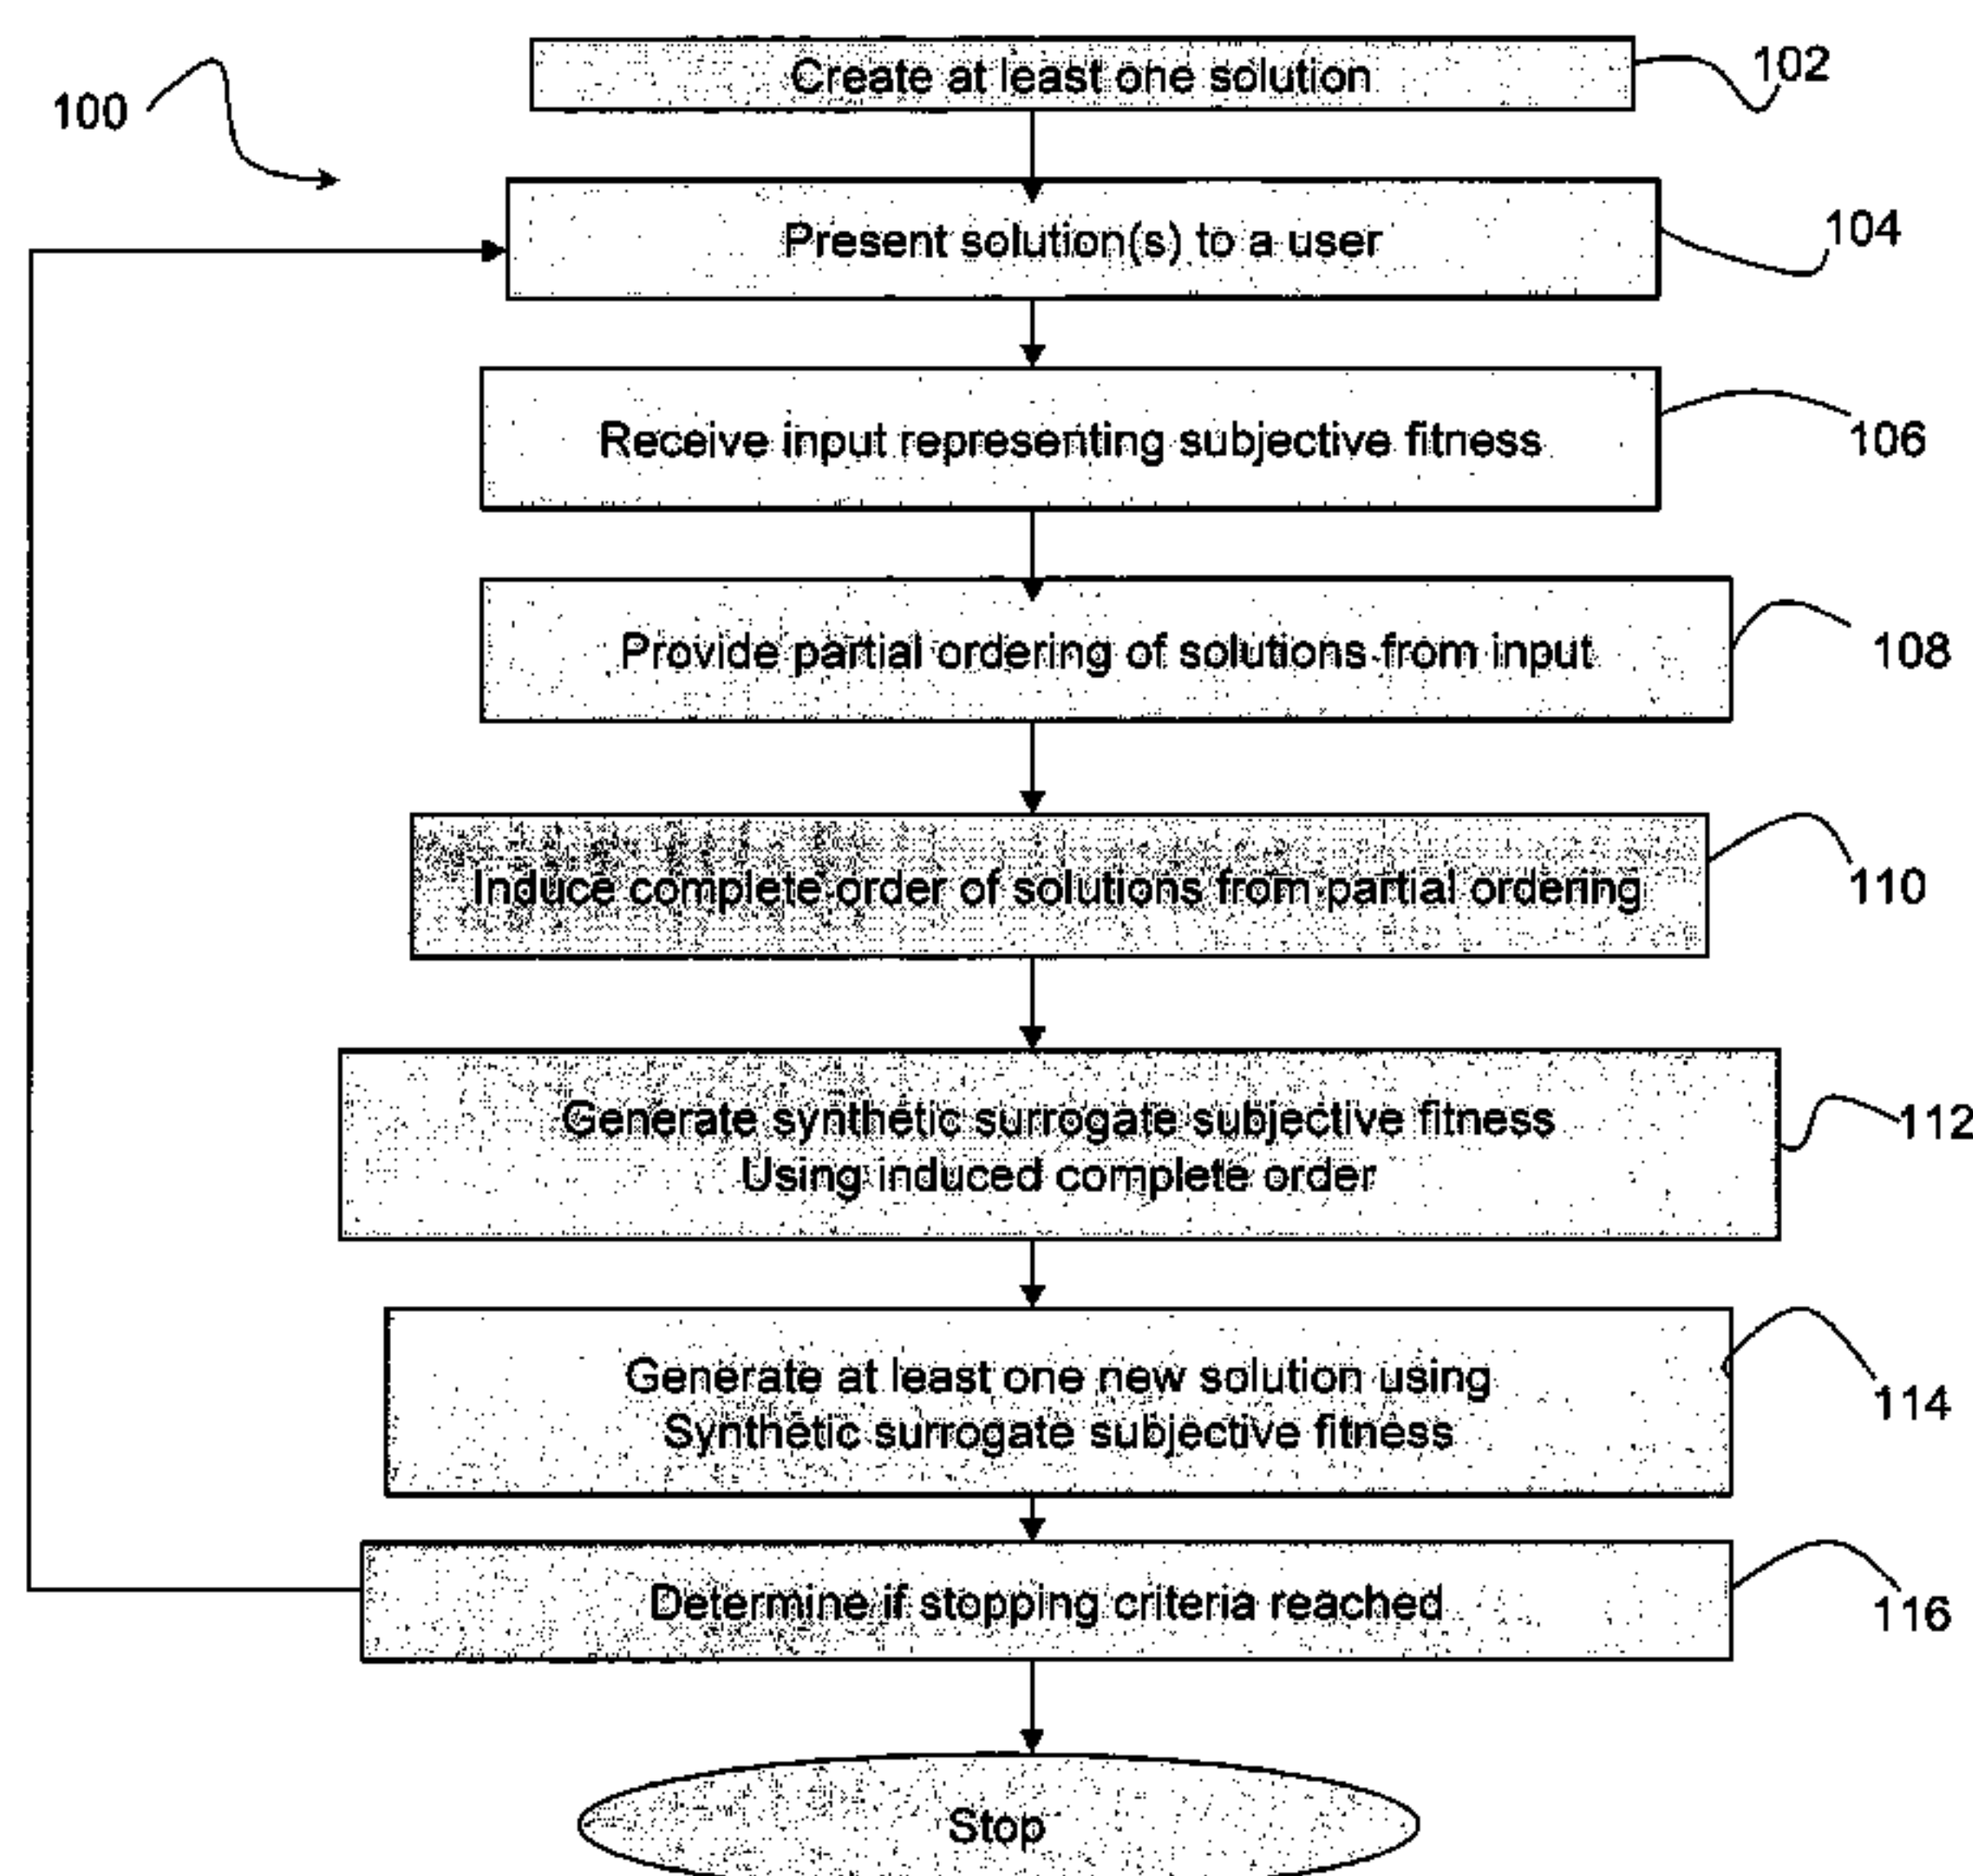 Create at least one solution
102
100
Present solution(s) to a user
104
Receive input representing subjective fitness
106
Provide partial ordering of solutions from input
108
Induce complete order of solutions from partial ordering
110
Generate synthetic surrogate subjective fitness
Using induced complete order
112
Generate at least one new solution using
Synthetic surrogate subjective fitness
114
Determine if stopping criteria reached
116
Stop